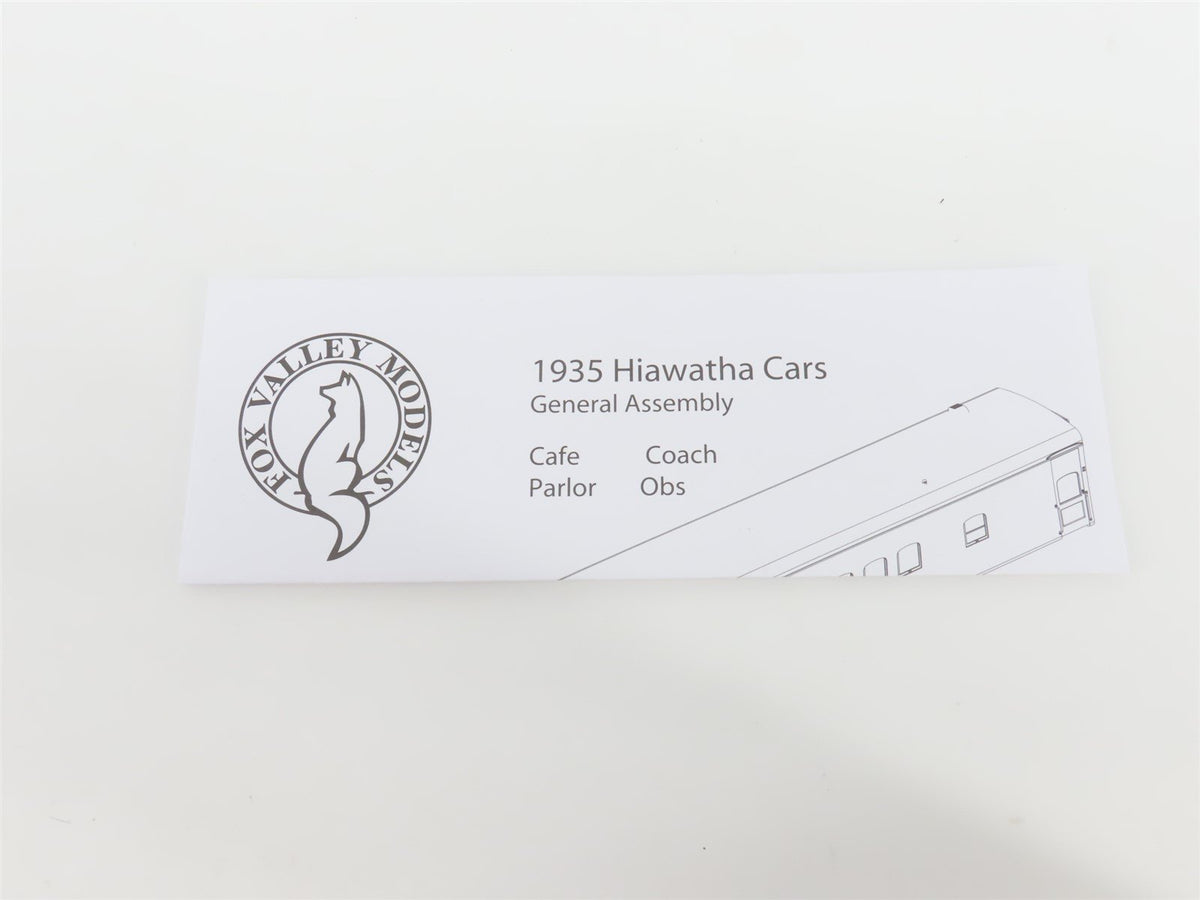 FOX VALLEY MODELS
1935 Hiawatha Cars
General Assembly
Cafe Coach
Parlor Obs